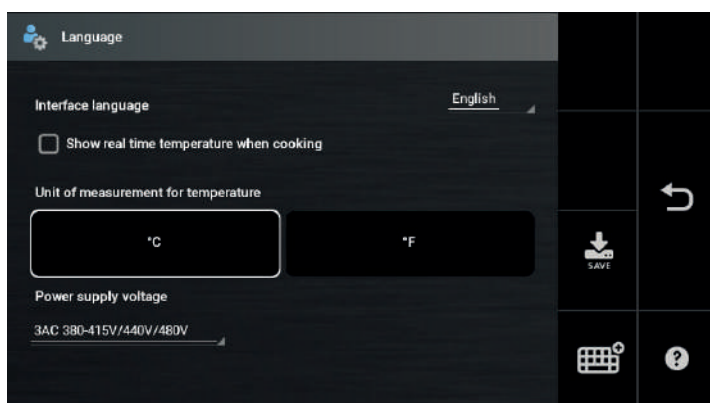 Language
Interface language English
Show real time temperature when cooking
Unit of measurement for temperature
°C °F
SAVE
Power supply voltage
3AC 380-415V/440V/480V
?